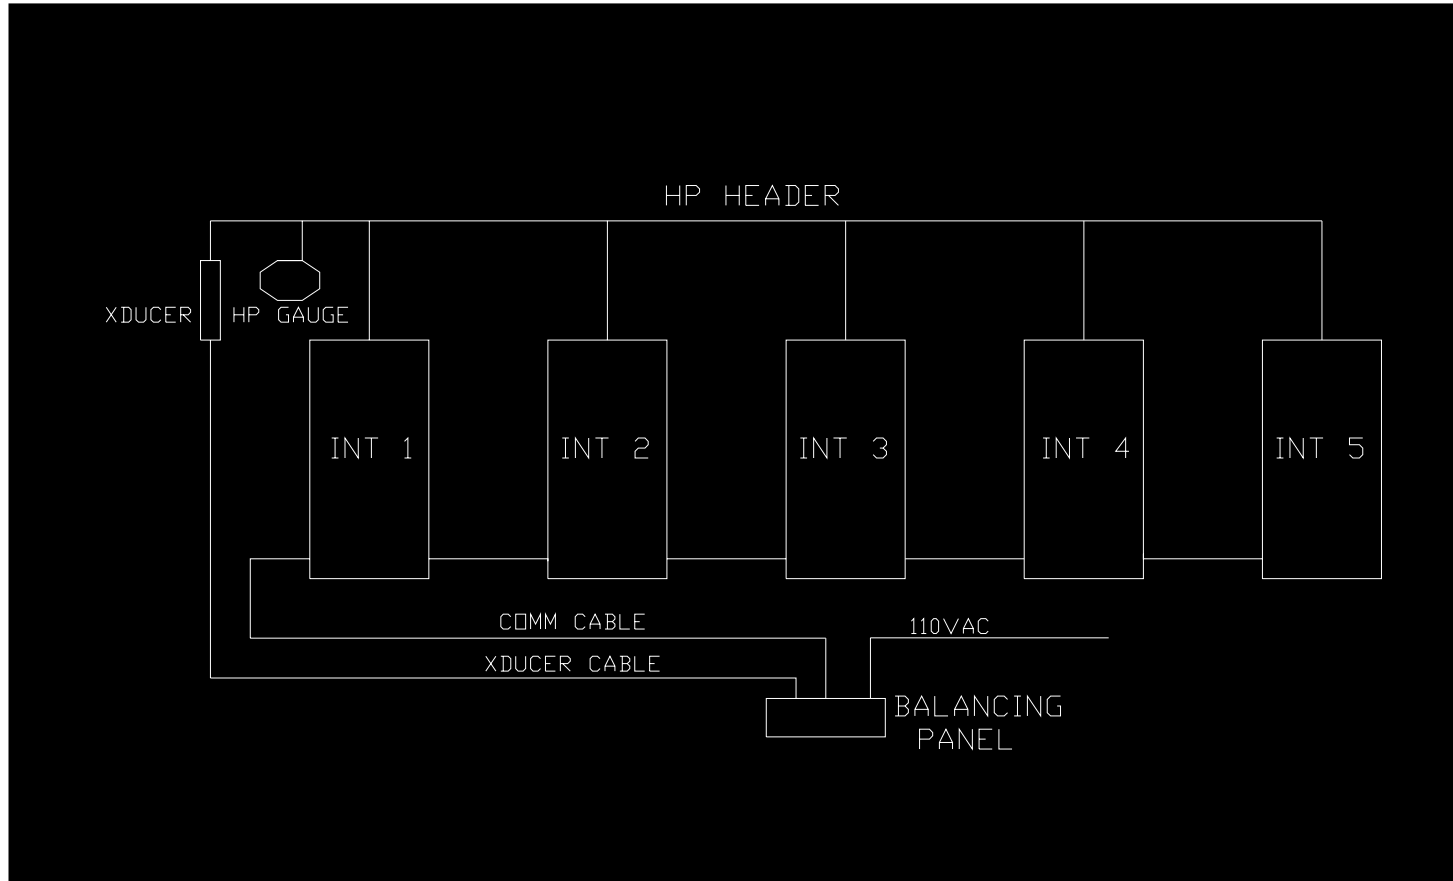 HP HEADER
XDUCER
HP GAUGE
INT 1
INT 2
INT 3
INT 4
INT 5
COMM CABLE
110VAC
XDUCER CABLE
BALANCING
PANEL